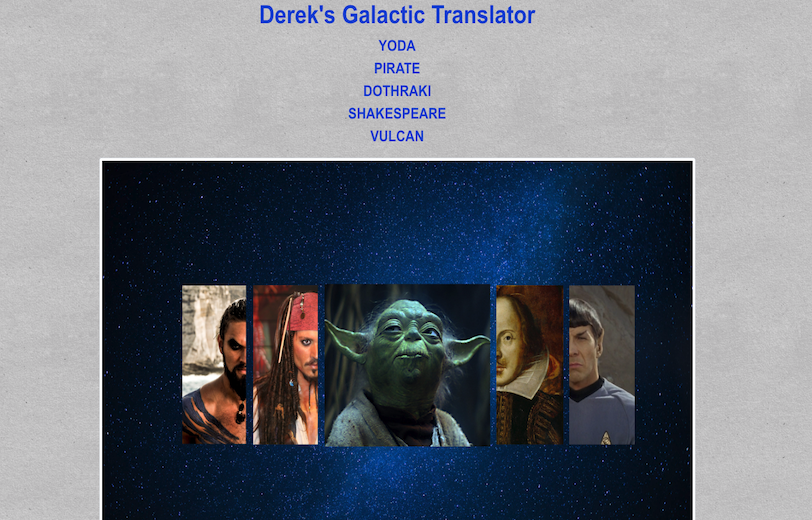 Derek's Galactic Translator
YODA
PIRATE
DOTHRAKI
SHAKESPEARE
VULCAN